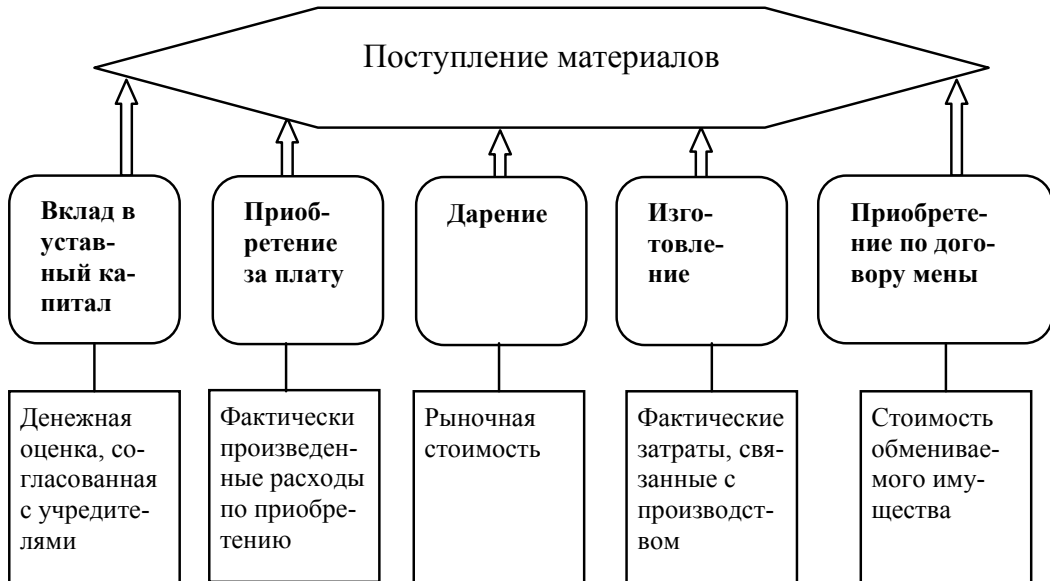 Поступление материалов
Вклад в
устав-
ный ка-
питал
Приоб-
ретение
за плату
Дарение
Изго-
товле-
ние
Приобрете-
ние по дого-
вору мены
Денежная
оценка, со-
гласованная
с учредите-
лями
Фактически
произведен-
ные расходы
по приобре-
тению
Рыночная
стоимость
Фактические
затраты, свя-
занные с
производст-
вом
Стоимость
обменивае-
мого иму-
щества